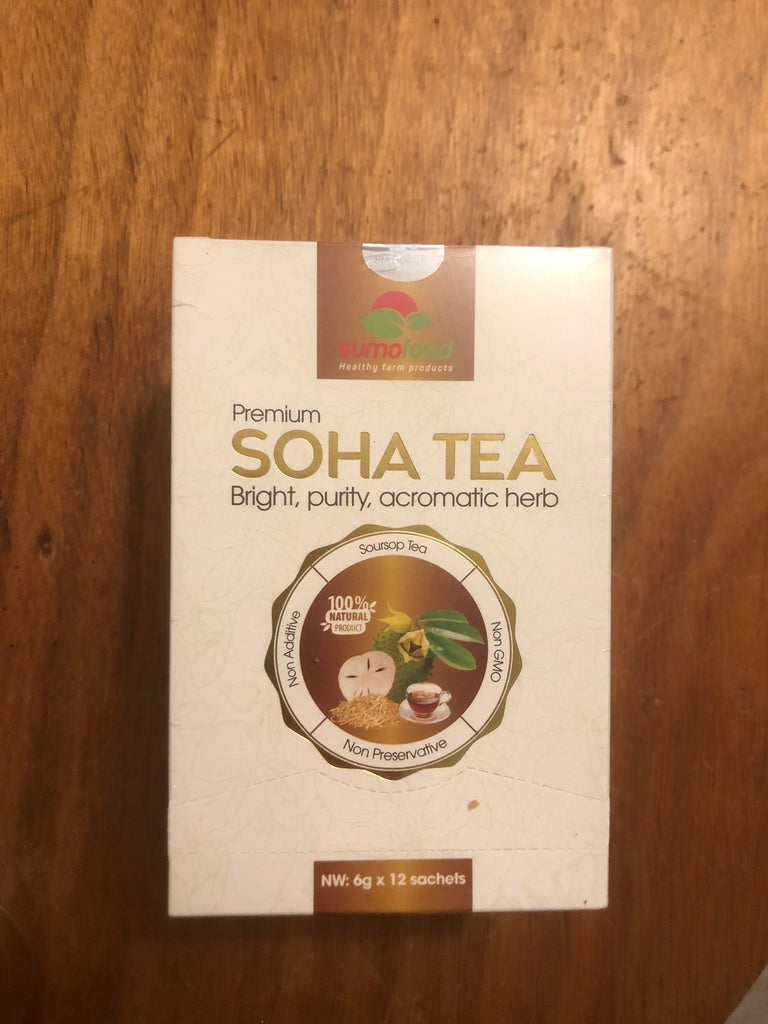 sumofood
Healthy farm products
Premium
SOHA TEA
Bright, purity, acromatic herb
Soursop Tea
Non Additive
100%
NATURAL
PRODUCT
Non GMO
Non Preservative
NW: 6g x 12 sachets